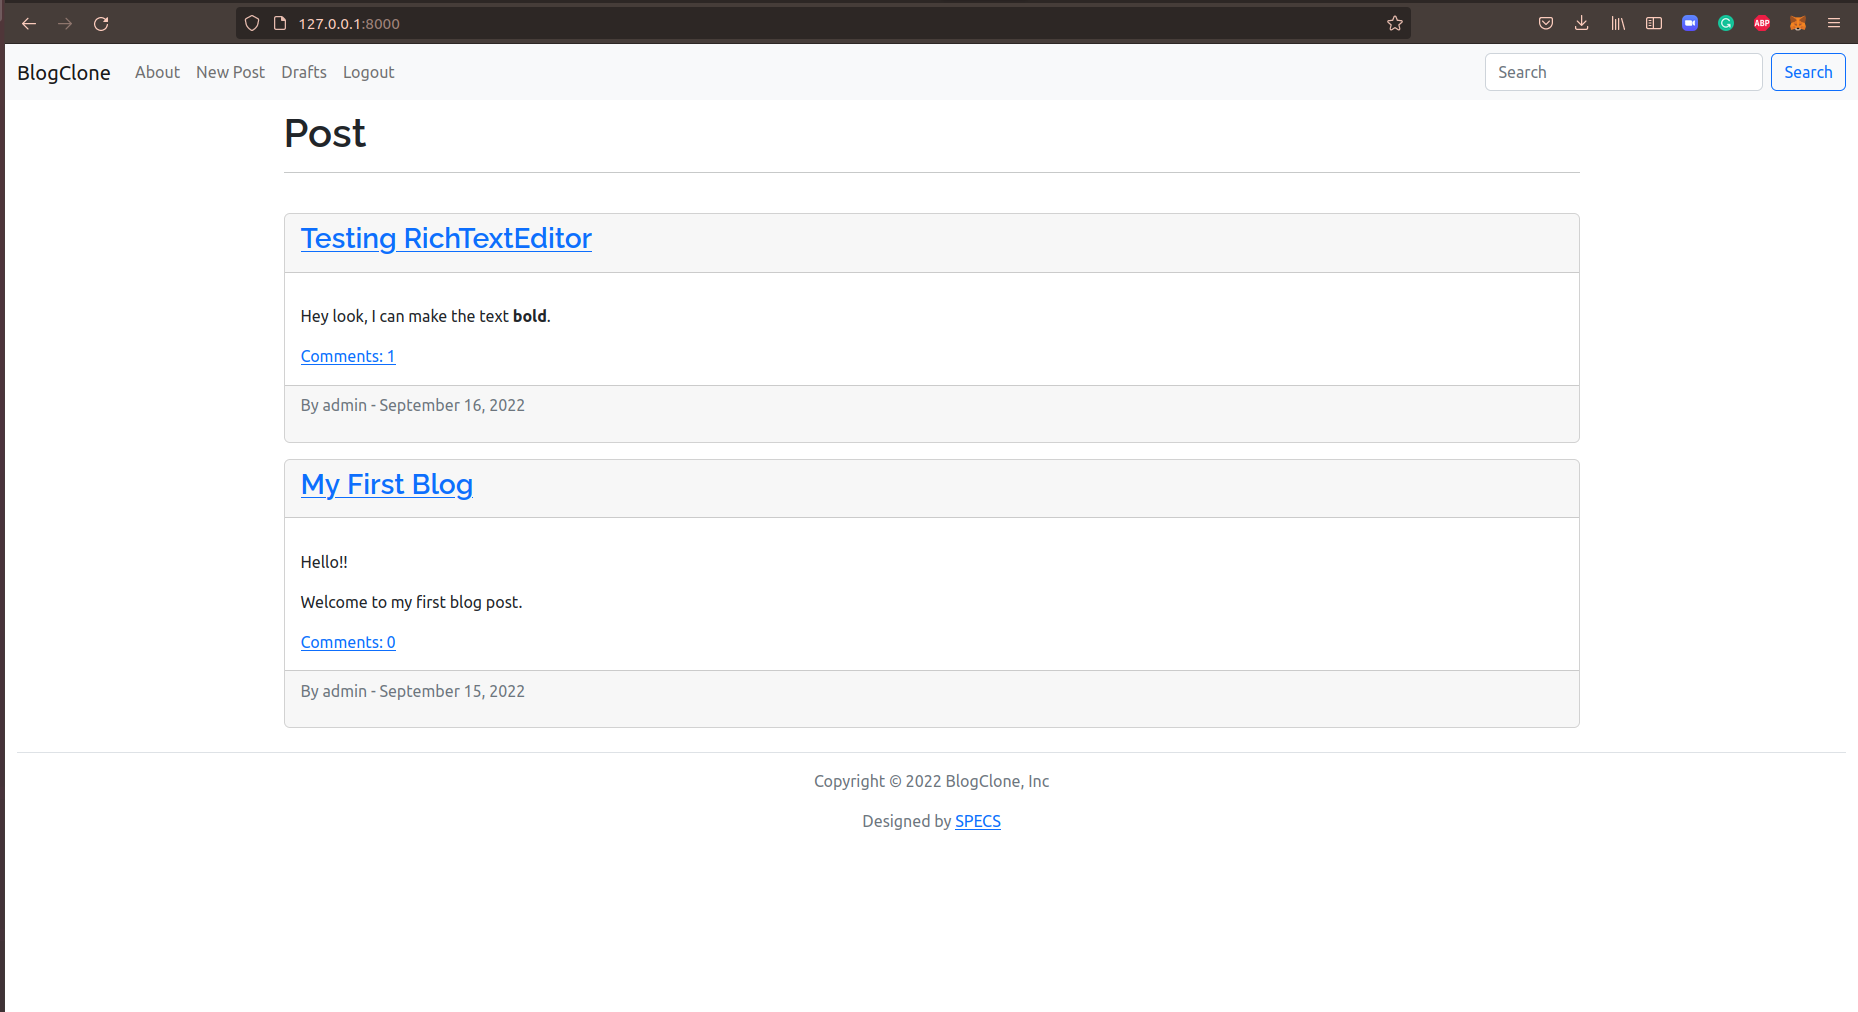 127.0.0.1:8000
ABP
BlogClone About New Post Drafts Logout Search Search
Post
Testing RichTextEditor
Hey look, I can make the text bold.
Comments: 1
By admin - September 16, 2022
My First Blog
Hello!!
Welcome to my first blog post.
Comments: 0
By admin - September 15, 2022
Copyright © 2022 BlogClone, Inc
Designed by SPECS